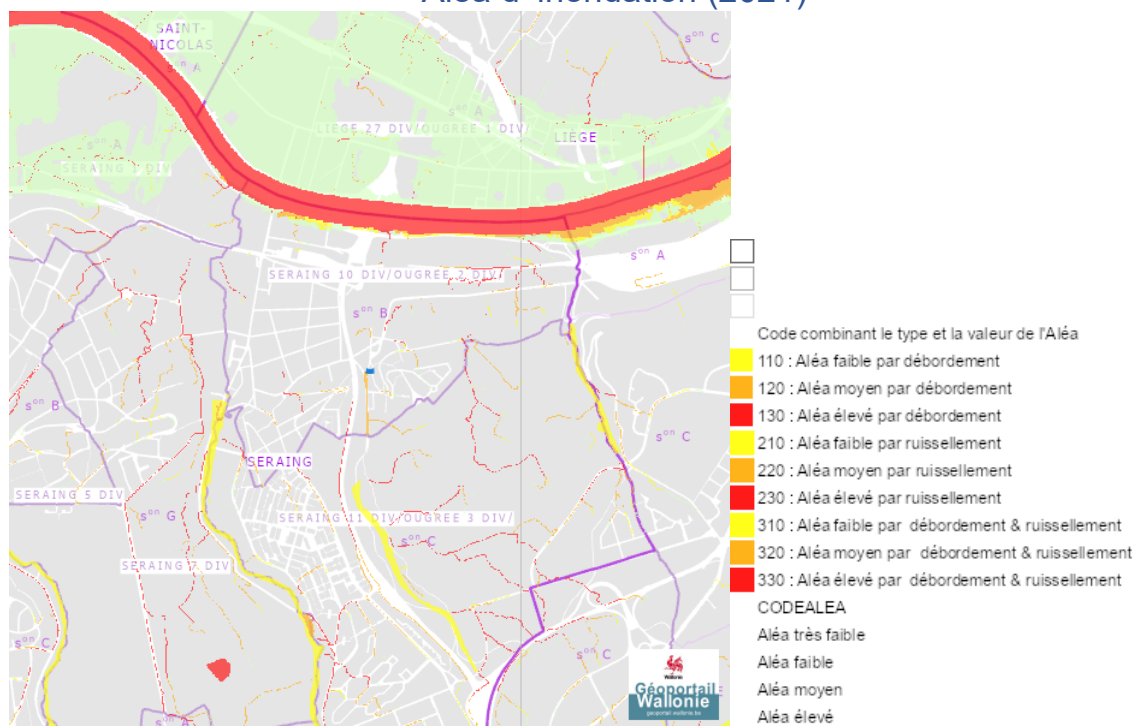 Aléa d' Inondation (2021)
SAINT-
NICOLAS
sᵒⁿ A
sᵒⁿ C
sᵒⁿ A
LIEGE 27 DIV/OUGREE 1 DIV/
LIEGE
sᵒⁿ A
SERAING 1 DIV
sᵒⁿ A
SERAING 10 DIV/OUGREE 2 DIV/
sᵒⁿ B
sᵒⁿ B
sᵒⁿ C
SERAING
SERAING 5 DIV
sᵒⁿ G
SERAING 11 DIV/OUGREE 3 DIV/
sᵒⁿ C
SERAING 7 DIV
sᵒⁿ C
sᵒⁿ C
sᵒⁿ A
Wallonie
Géoportail
Wallonie
geoportail.wallonie.be
Code combinant le type et la valeur de l'Aléa
110 : Aléa faible par débordement
120 : Aléa moyen par débordement
130 : Aléa élevé par débordement
210 : Aléa faible par ruissellement
220 : Aléa moyen par ruissellement
230 : Aléa élevé par ruissellement
310 : Aléa faible par débordement & ruissellement
320 : Aléa moyen par débordement & ruissellement
330 : Aléa élevé par débordement & ruissellement
CODEALEA
Aléa très faible
Aléa faible
Aléa moyen
Aléa élevé